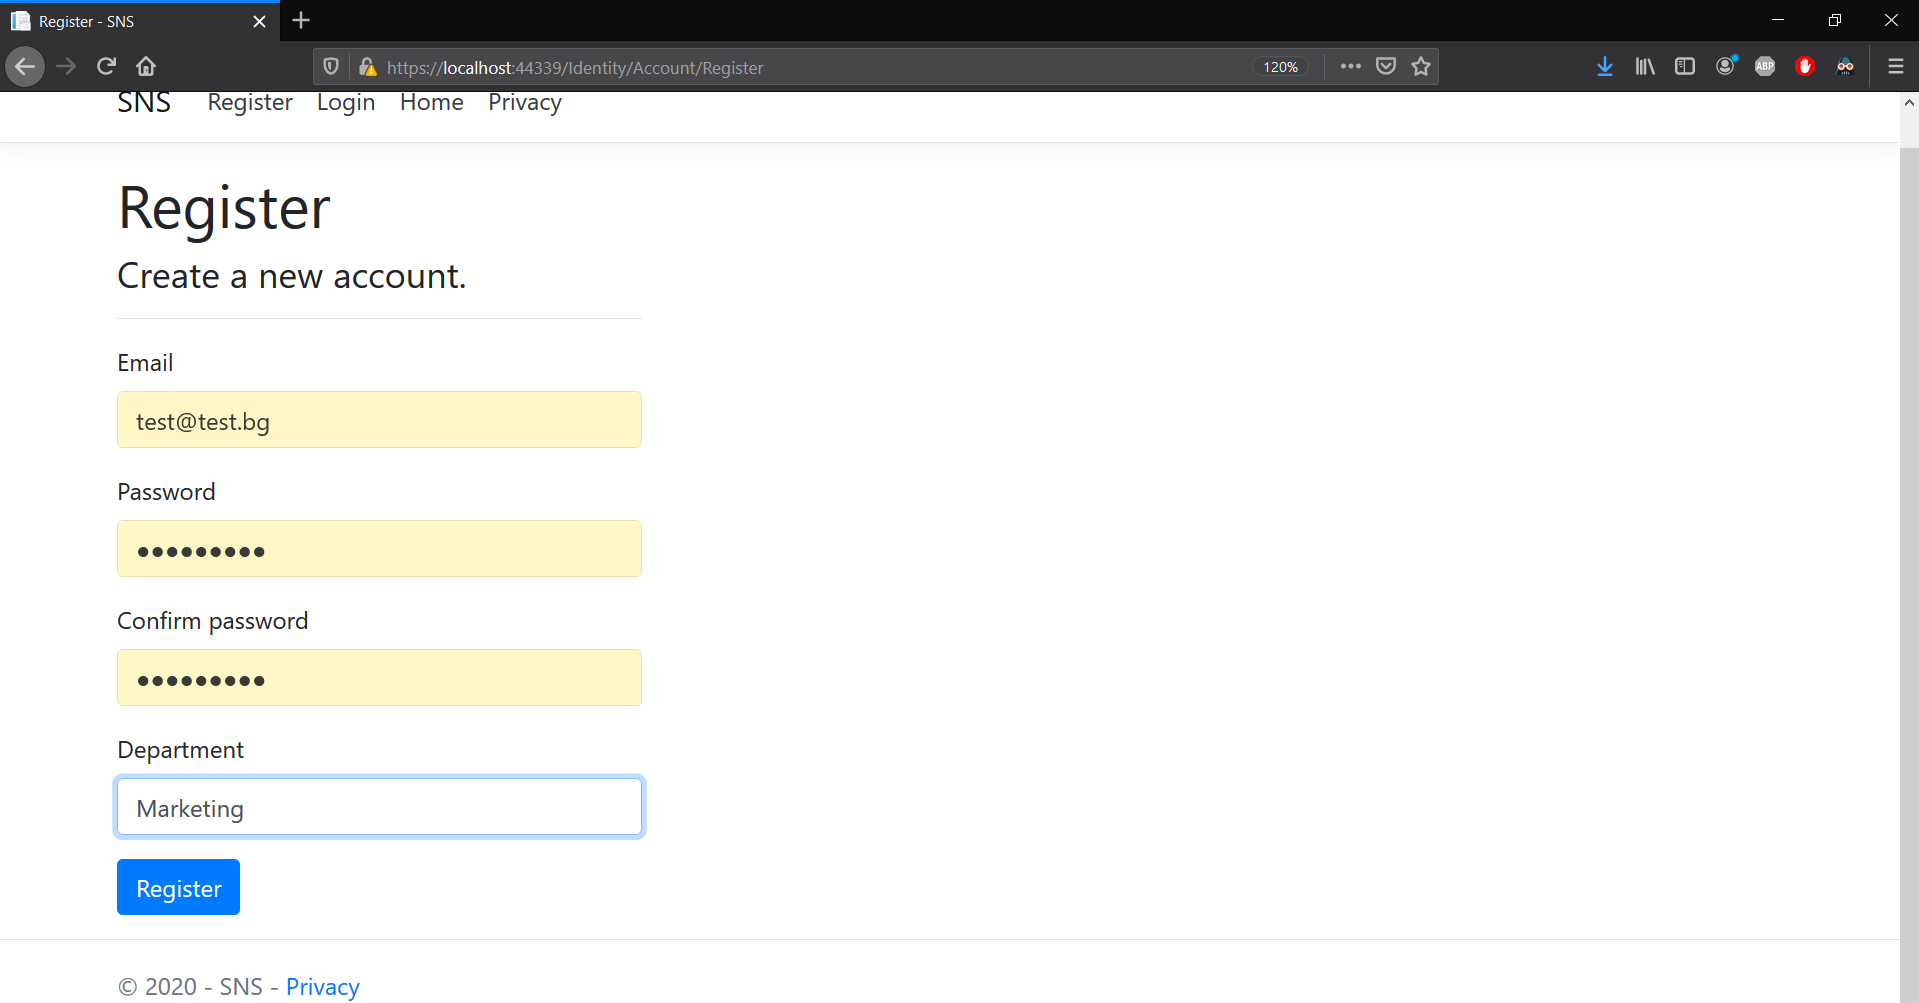 Register - SNS
https://localhost:44339/Identity/Account/Register
120%
ABP
SNS Register Login Home Privacy
Register
Create a new account.
Email
test@test.bg
Password
●●●●●●●●●
Confirm password
●●●●●●●●●
Department
Marketing
Register
© 2020 - SNS - Privacy